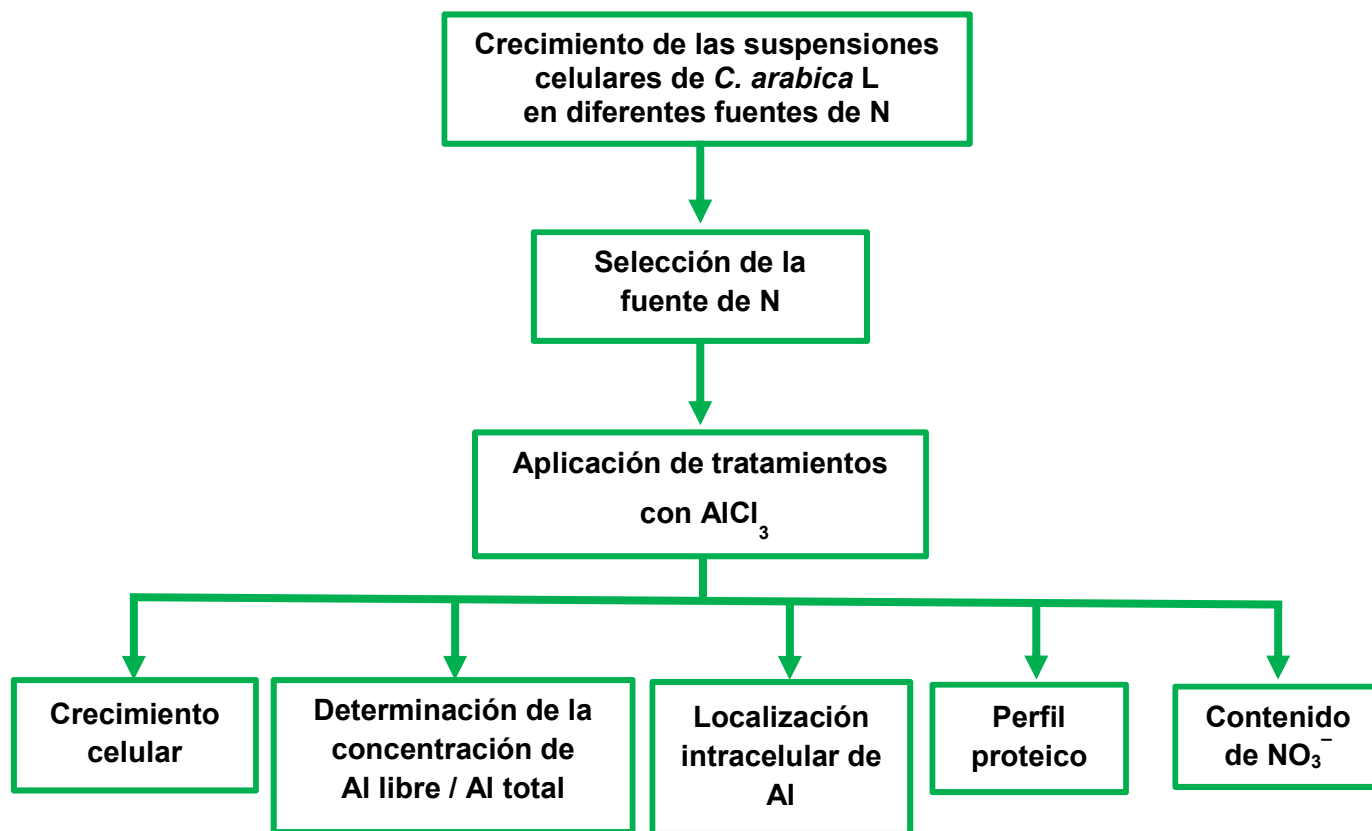 Crecimiento de las suspensiones
celulares de C. arabica L
en diferentes fuentes de N
Selección de la
fuente de N
Aplicación de tratamientos
con AlCl₃
Crecimiento
celular
Determinación de la
concentración de
Al libre / Al total
Localización
intracelular de
Al
Perfil
proteico
Contenido
de NO₃⁻